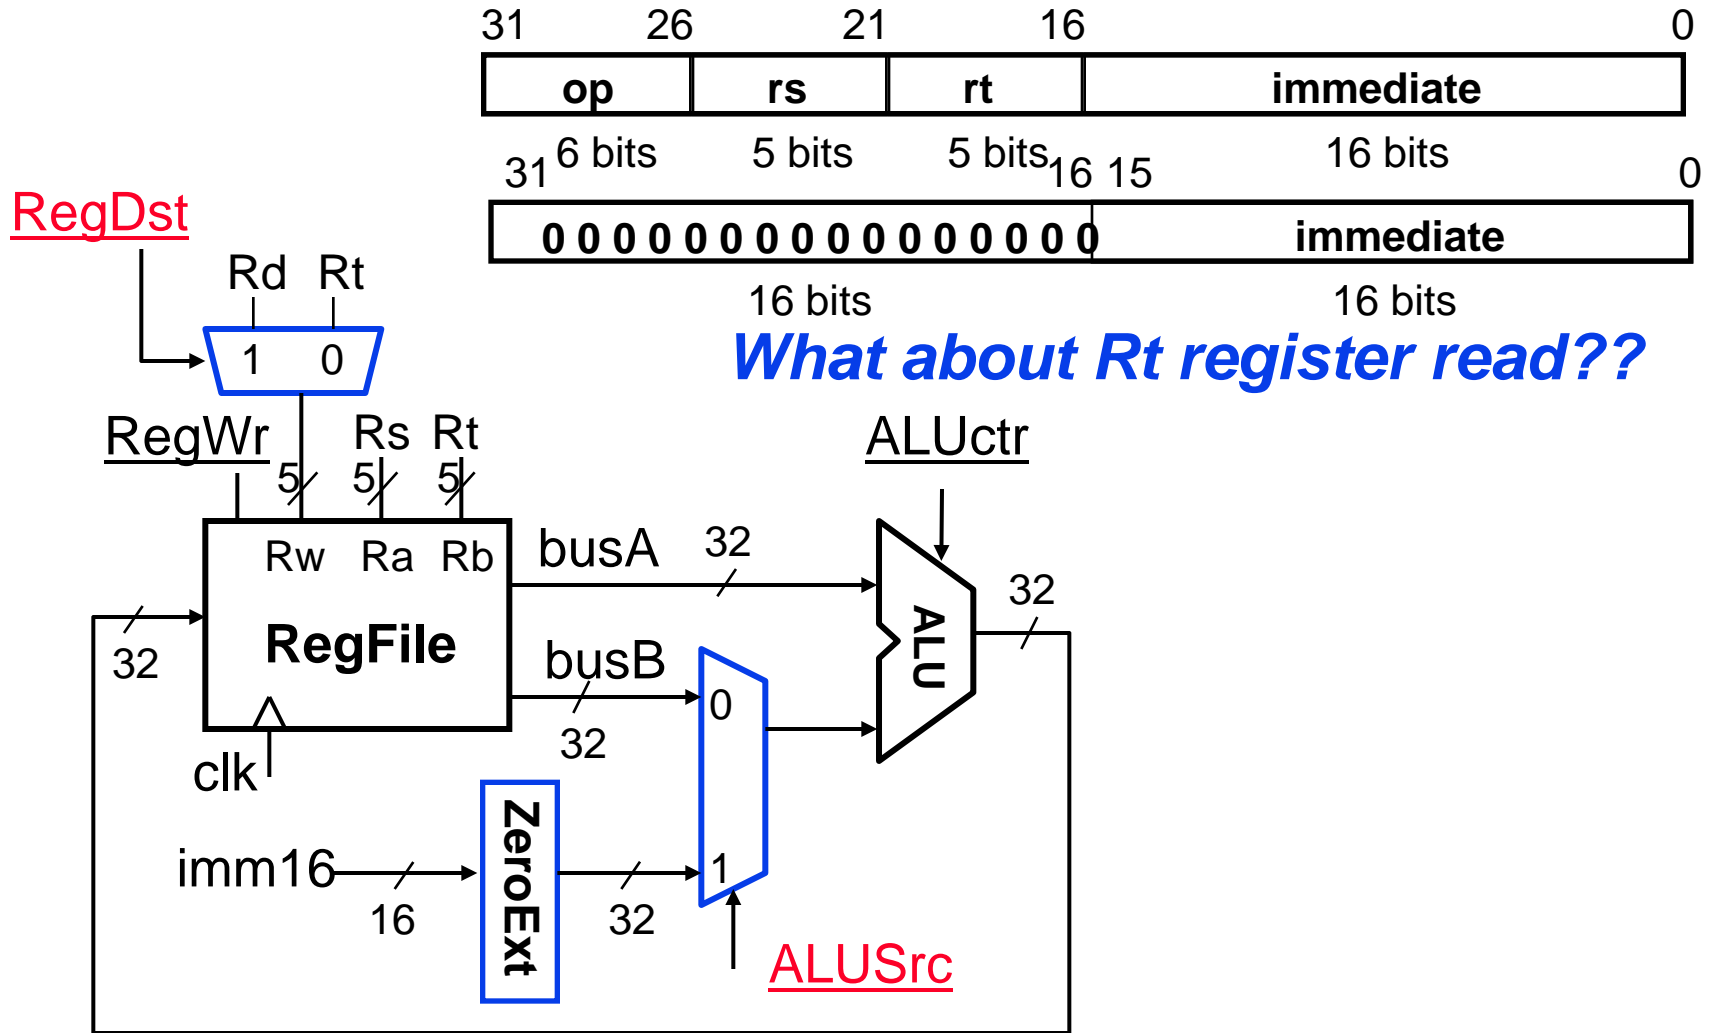 31 26 21 16 0
op rs rt immediate
6 bits 5 bits 5 bits 16 bits
31 16 15 0
0 0 0 0 0 0 0 0 0 0 0 0 0 0 0 0 immediate
16 bits 16 bits
What about Rt register read??
RegDst
Rd Rt
1 0
RegWr Rs Rt ALUctr
5 5 5
Rw Ra Rb
busA 32
RegFile
32
busB
32
clk
0
ALU
32
imm16
16
ZeroExt
32
1
ALUSrc